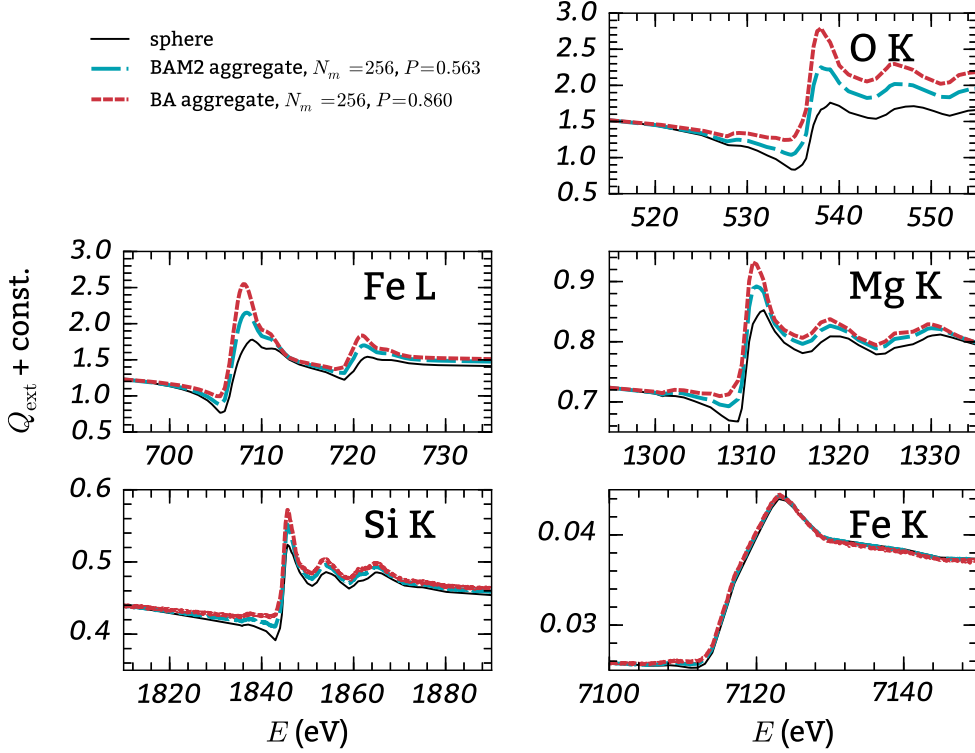 sphere
BAM2 aggregate, N_m =256, P=0.563
BA aggregate, N_m =256, P=0.860
O K
3.0
2.5
2.0
1.5
1.0
0.5
520 530 540 550
Q_ext + const.
Fe L
3.0
2.5
2.0
1.5
1.0
0.5
700 710 720 730
Mg K
0.9
0.8
0.7
1300 1310 1320 1330
Si K
0.6
0.5
0.4
1820 1840 1860 1880
E (eV)
Fe K
0.04
0.03
7100 7120 7140
E (eV)